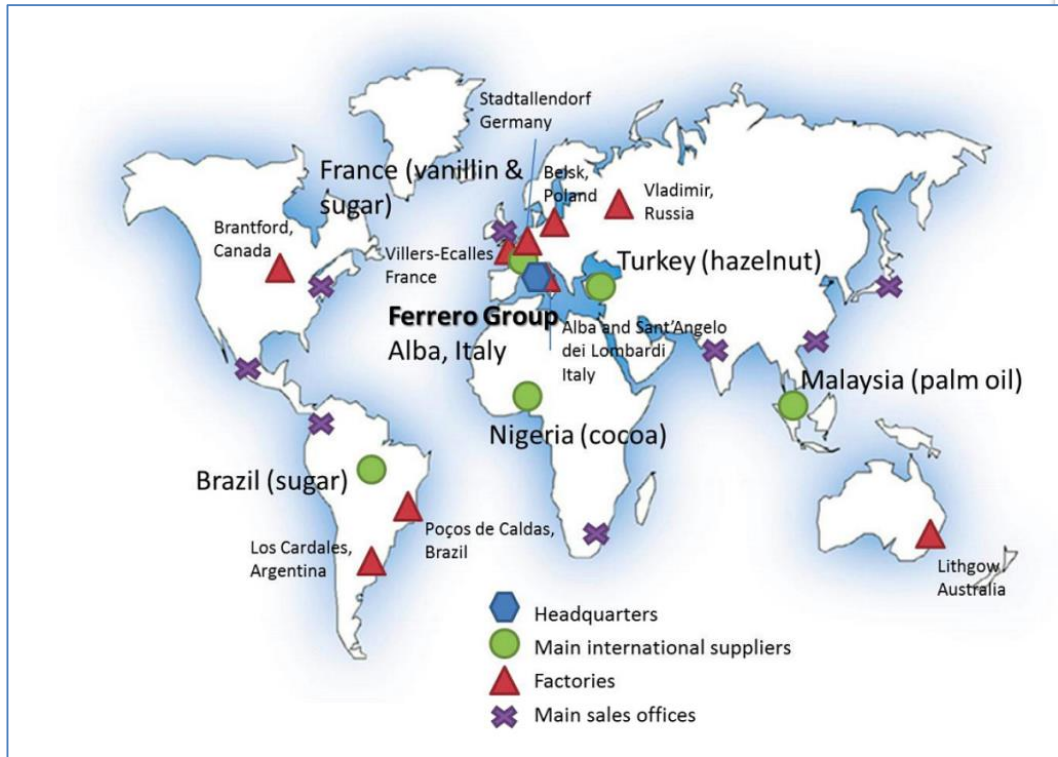 Stadtallendorf
Germany
France (vanillin &
sugar)
Belsk,
Poland
Vladimir,
Russia
Brantford,
Canada
Villers-Ecalles
France
Turkey (hazelnut)
Ferrero Group
Alba, Italy
Alba and Sant’Angelo
dei Lombardi
Italy
Malaysia (palm oil)
Nigeria (cocoa)
Brazil (sugar)
Poços de Caldas,
Brazil
Los Cardales,
Argentina
Lithgow
Australia
Headquarters
Main international suppliers
Factories
Main sales offices